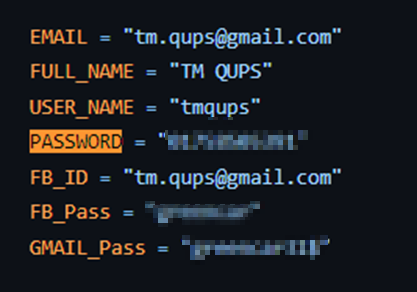 EMAIL = "tm.qups@gmail.com"
FULL_NAME = "TM QUPS"
USER_NAME = "tmqups"
PASSWORD = "
FB_ID = "tm.qups@gmail.com"
FB_Pass = "
GMAIL_Pass = "